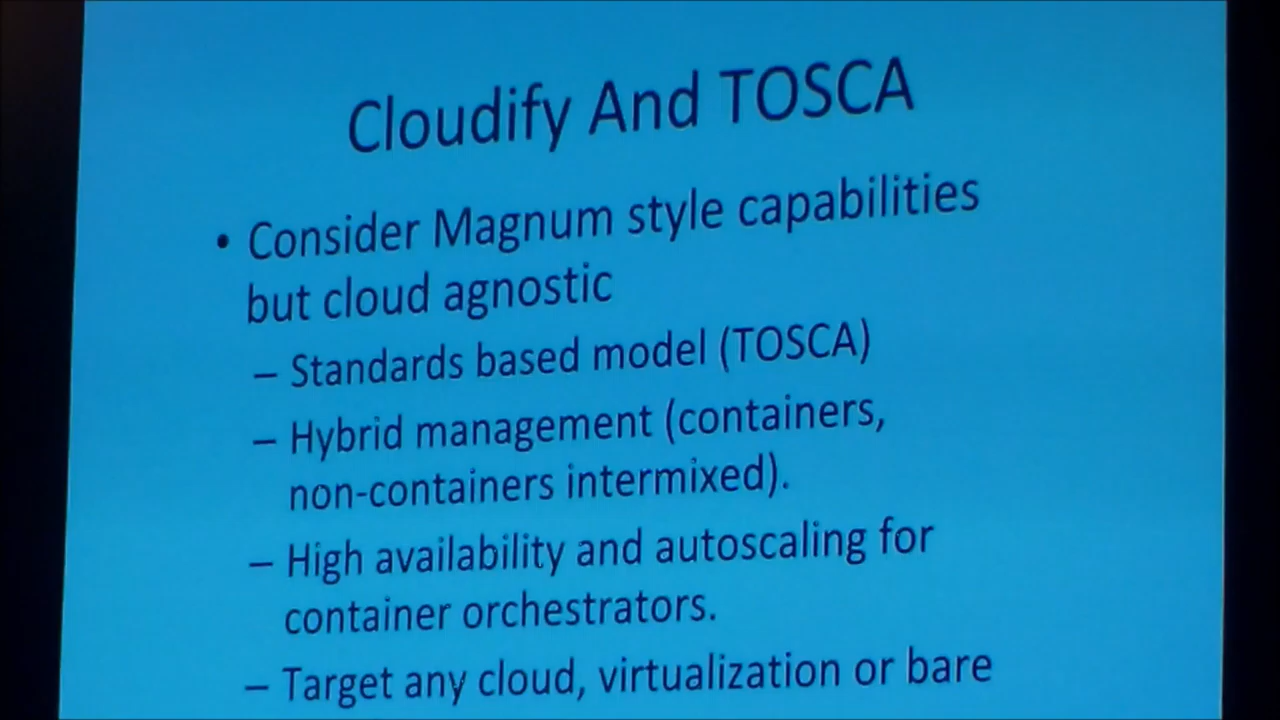 Cloudify And TOSCA
• Consider Magnum style capabilities
but cloud agnostic
– Standards based model (TOSCA)
– Hybrid management (containers,
non-containers intermixed).
– High availability and autoscaling for
container orchestrators.
– Target any cloud, virtualization or bare